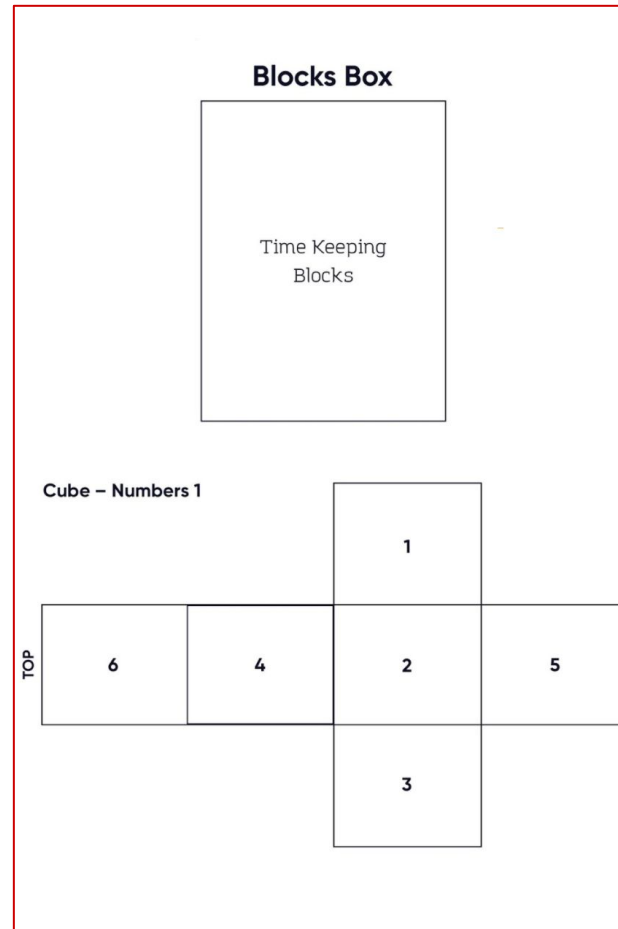 Blocks Box
Time Keeping
Blocks
Cube – Numbers 1
1
TOP
6 4 2 5
3